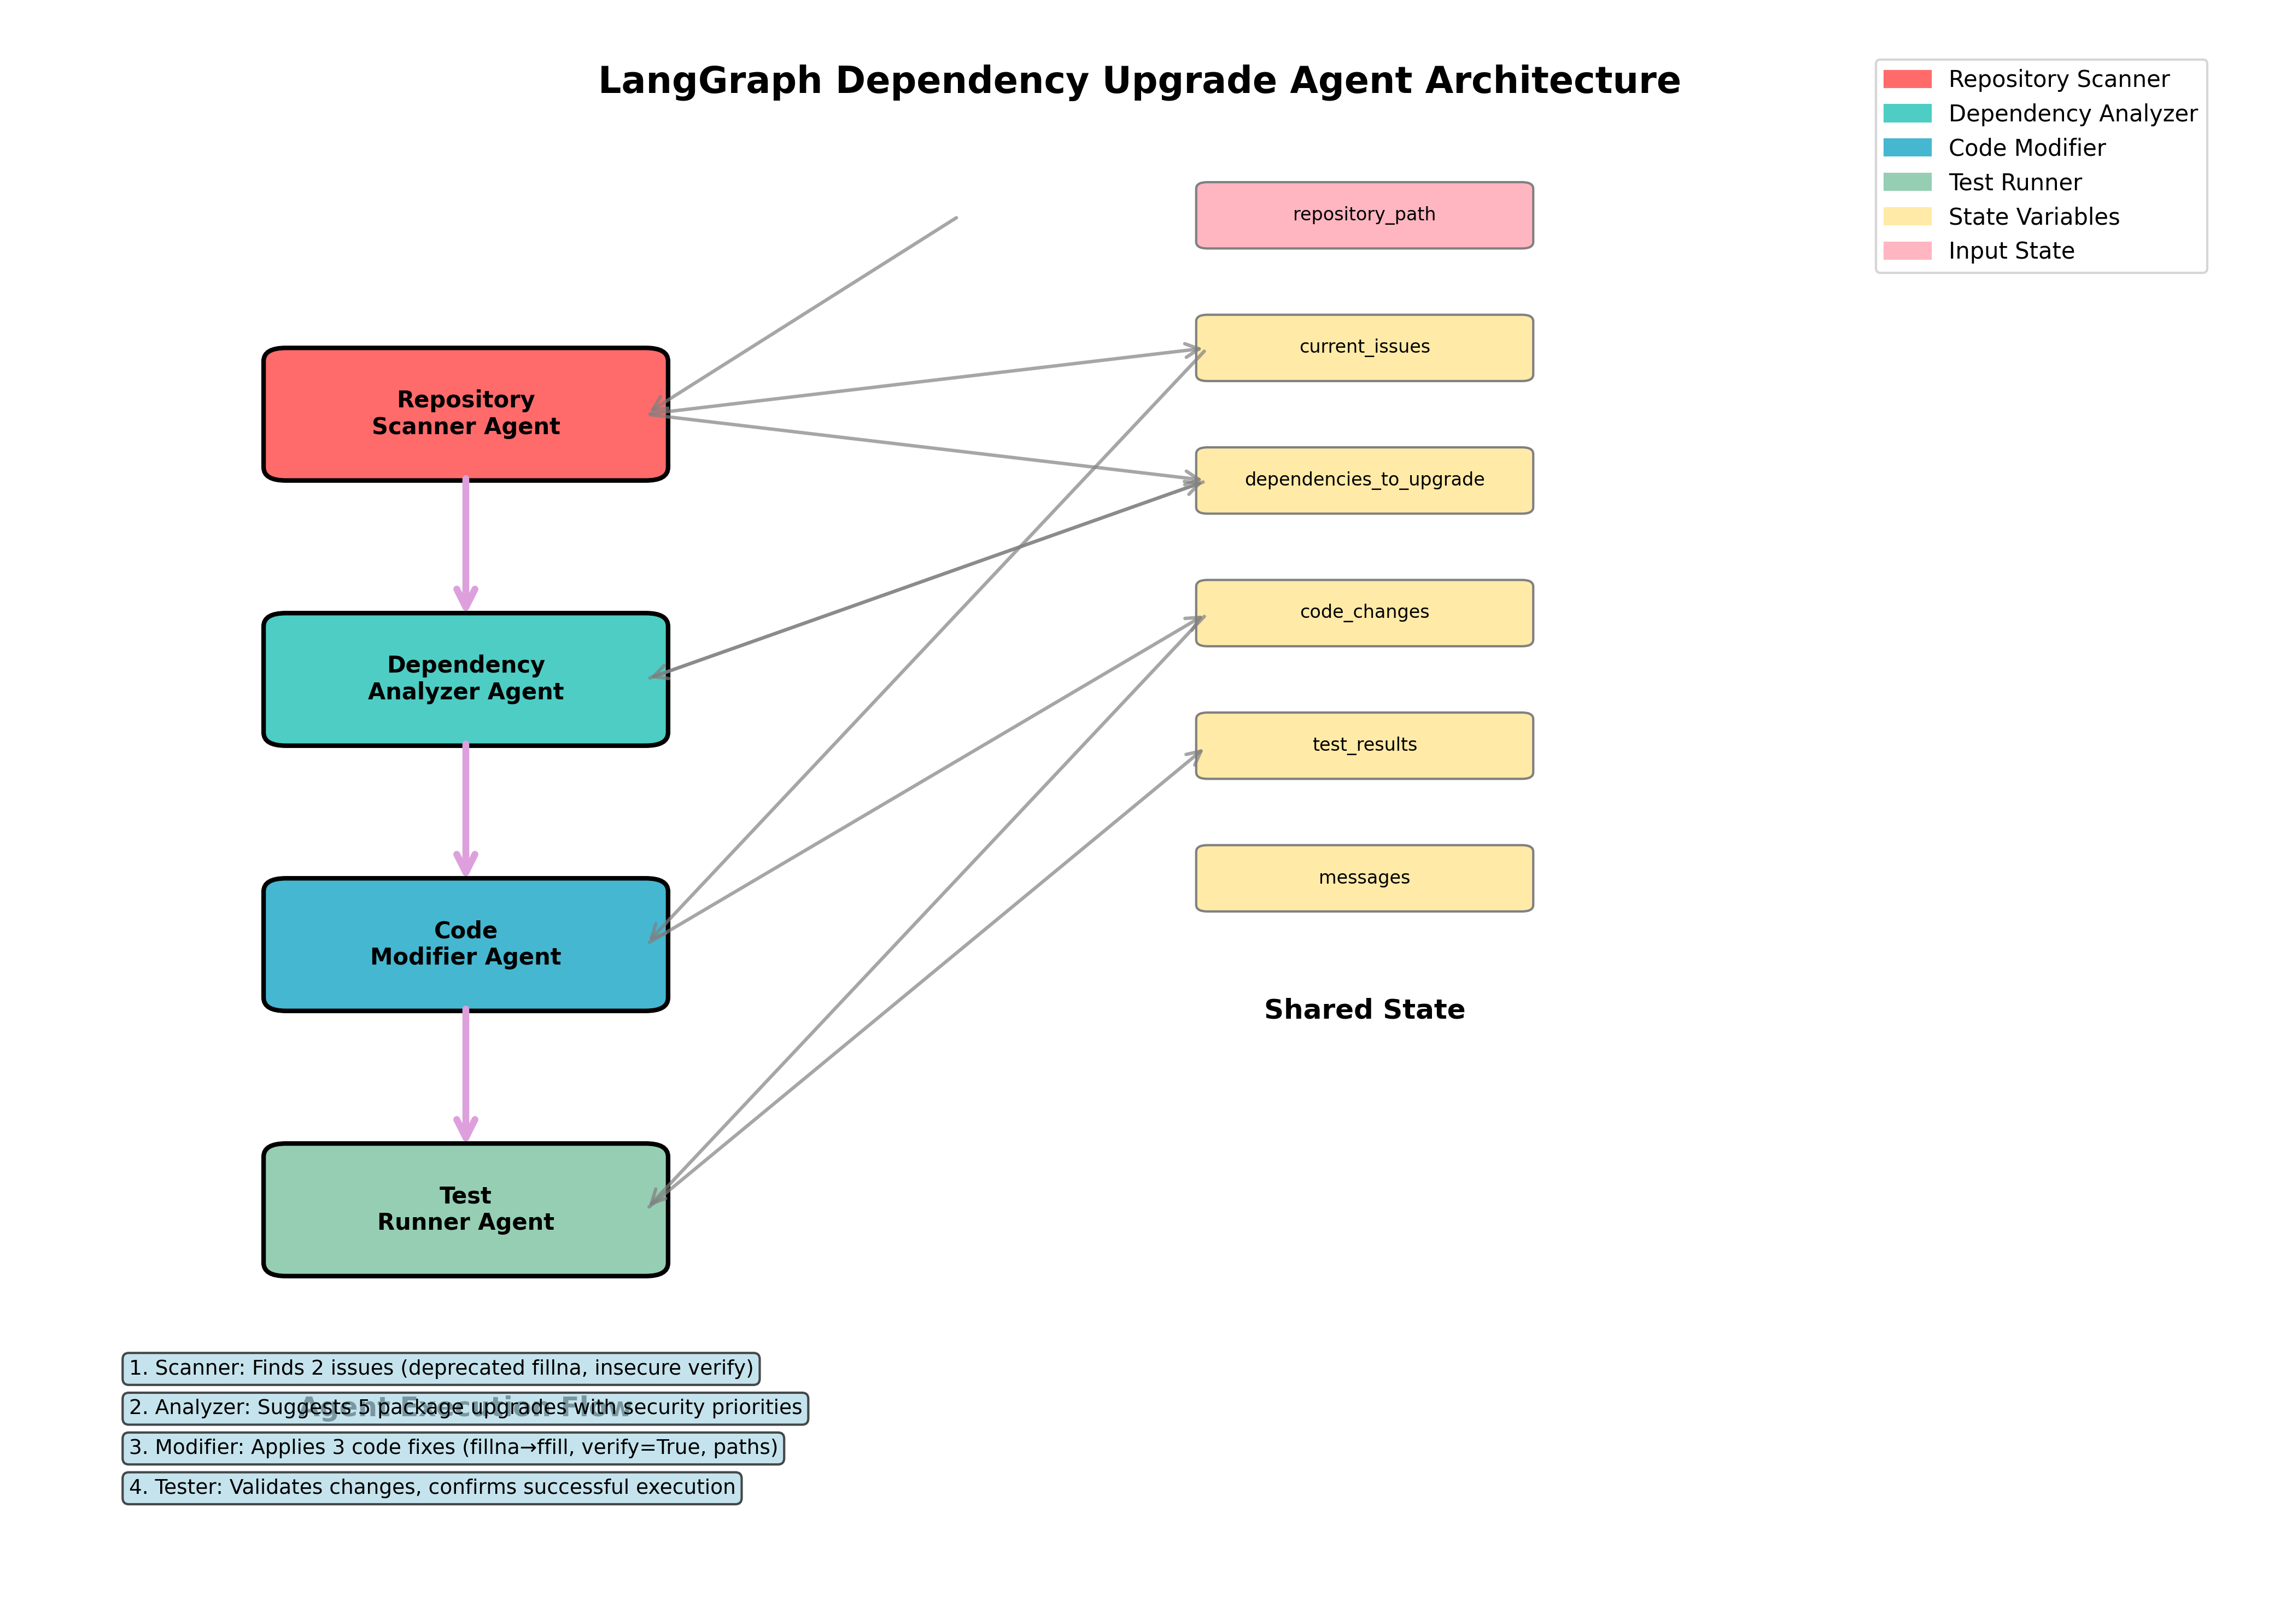 LangGraph Dependency Upgrade Agent Architecture
Repository Scanner
Dependency Analyzer
Code Modifier
Test Runner
State Variables
Input State
repository_path
current_issues
dependencies_to_upgrade
code_changes
test_results
messages
Shared State
Repository
Scanner Agent
Dependency
Analyzer Agent
Code
Modifier Agent
Test
Runner Agent
1. Scanner: Finds 2 issues (deprecated fillna, insecure verify)
Agent Execution Flow
2. Analyzer: Suggests 5 package upgrades with security priorities
3. Modifier: Applies 3 code fixes (fillna→ffill, verify=True, paths)
4. Tester: Validates changes, confirms successful execution